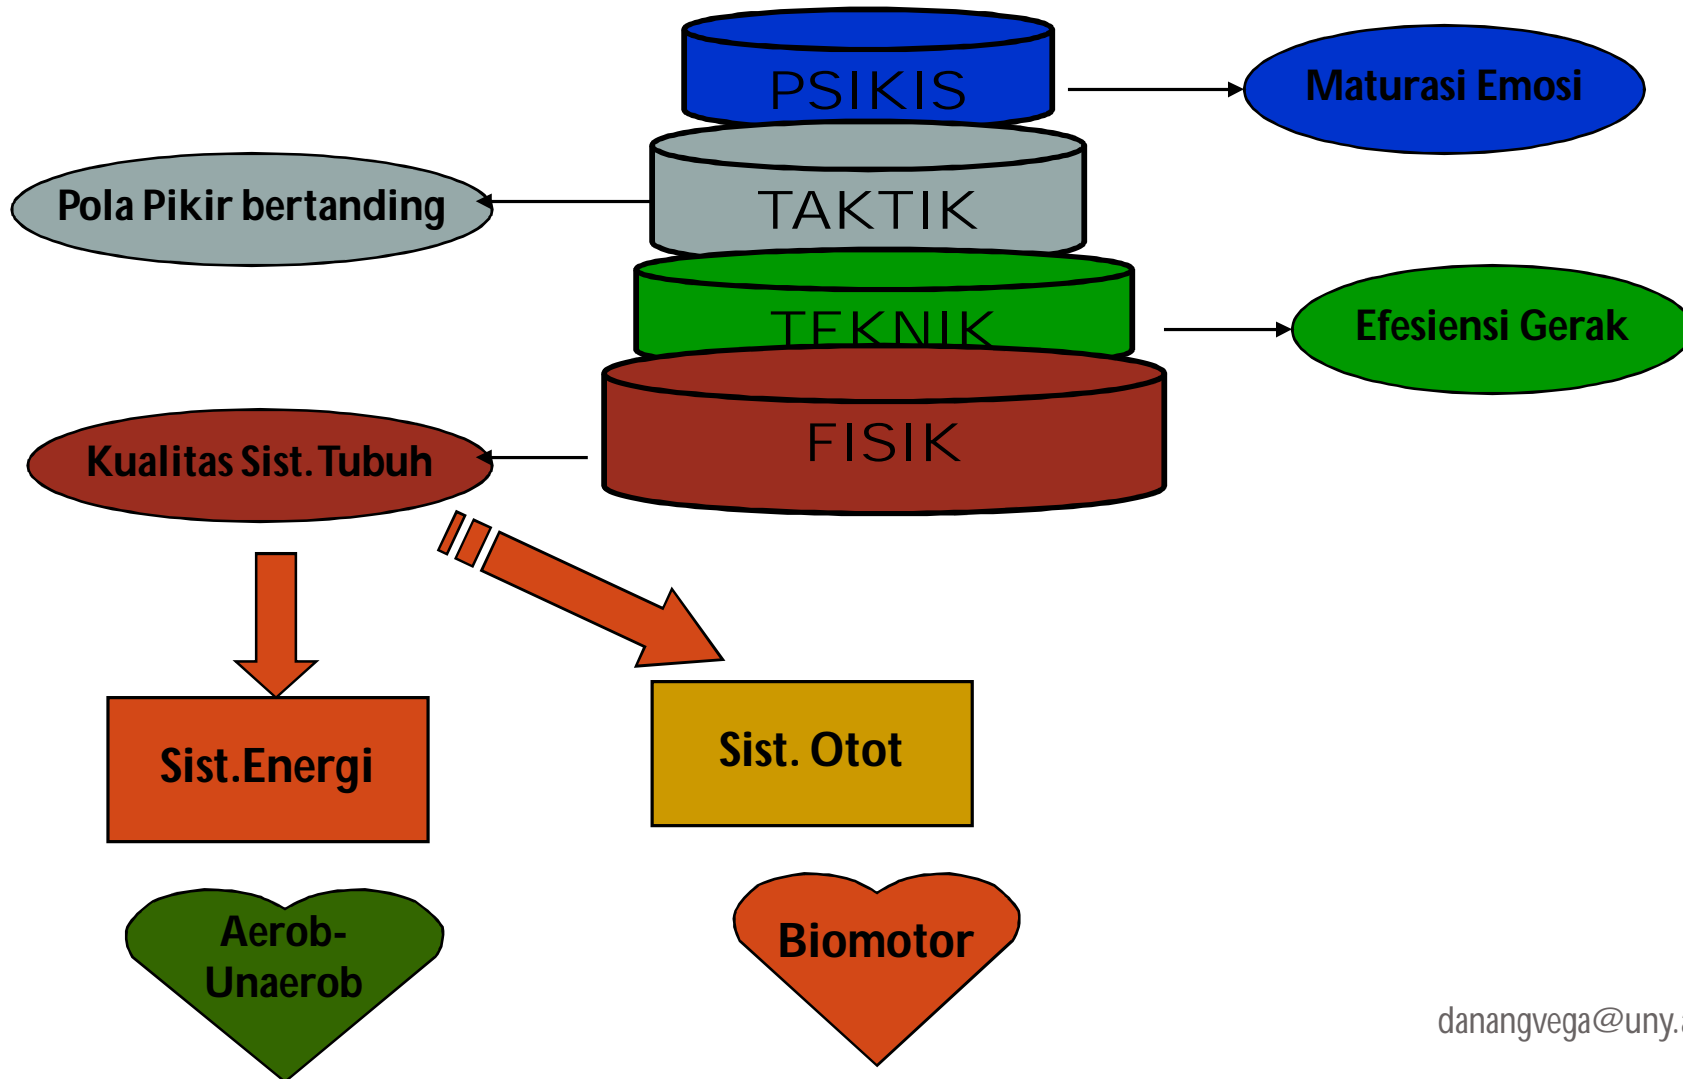 PSIKIS
Maturasi Emosi
Pola Pikir bertanding
TAKTIK
TEKNIK
Efesiensi Gerak
FISIK
Kualitas Sist. Tubuh
Sist.Energi
Sist. Otot
Aerob-
Unaerob
Biomotor
danangvega@uny.a